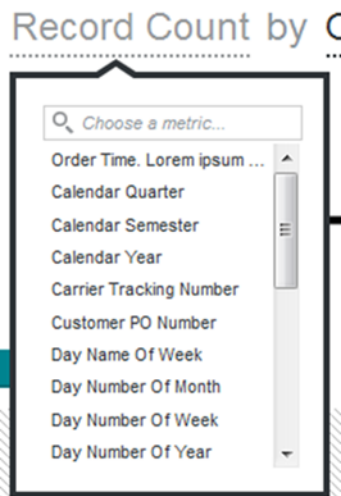 Record Count by
Choose a metric...
Order Time. Lorem ipsum ...
Calendar Quarter
Calendar Semester
Calendar Year
Carrier Tracking Number
Customer PO Number
Day Name Of Week
Day Number Of Month
Day Number Of Week
Day Number Of Year